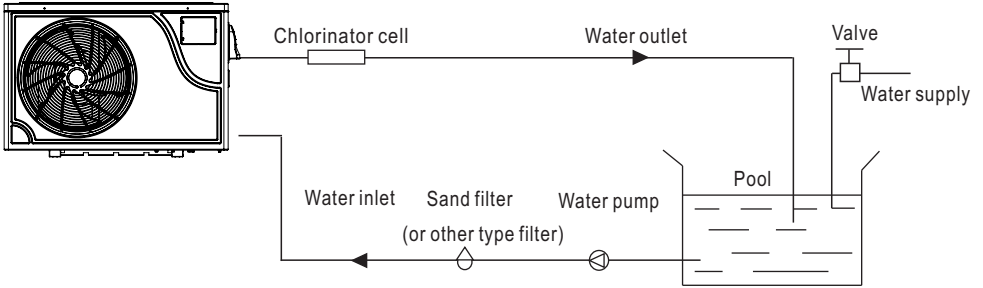 Chlorinator cell
Water outlet
Valve
Water supply
Pool
Water inlet
Sand filter
(or other type filter)
Water pump